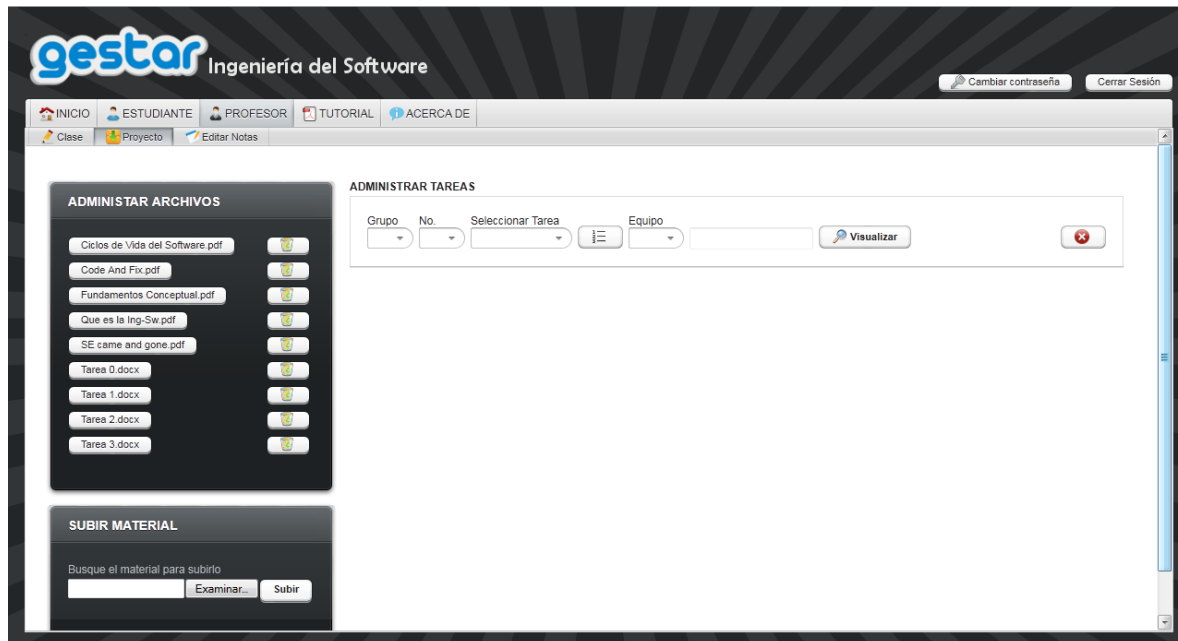 gestar Ingeniería del Software
Cambiar contraseña Cerrar Sesión
INICIO ESTUDIANTE PROFESOR TUTORIAL ACERCA DE
Clase Proyecto Editar Notas
ADMINISTAR ARCHIVOS
Ciclos de Vida del Software.pdf
Code And Fix.pdf
Fundamentos Conceptual.pdf
Que es la Ing-Sw.pdf
SE came and gone.pdf
Tarea 0.docx
Tarea 1.docx
Tarea 2.docx
Tarea 3.docx
SUBIR MATERIAL
Busque el material para subirlo
Examinar... Subir
ADMINISTRAR TAREAS
Grupo No. Seleccionar Tarea Equipo
Visualizar